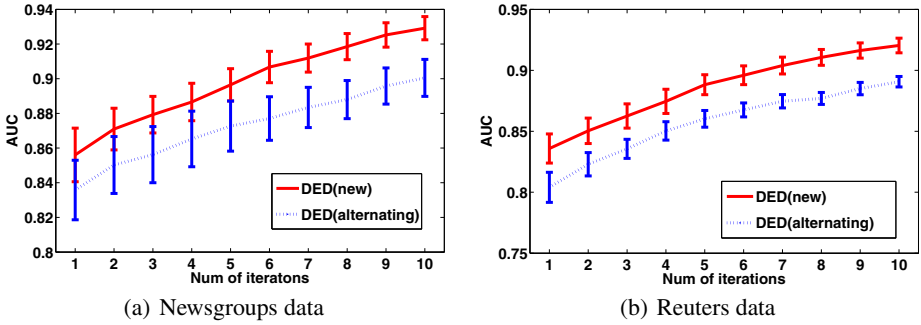 0.94
0.92
0.9
0.88
0.86
0.84
0.82
0.8
AUC
DED(new)
DED(alternating)
1 2 3 4 5 6 7 8 9 10
Num of iteratons
(a) Newsgroups data
0.95
0.9
0.85
0.8
0.75
AUC
DED(new)
DED(alternating)
1 2 3 4 5 6 7 8 9 10
Num of iterations
(b) Reuters data